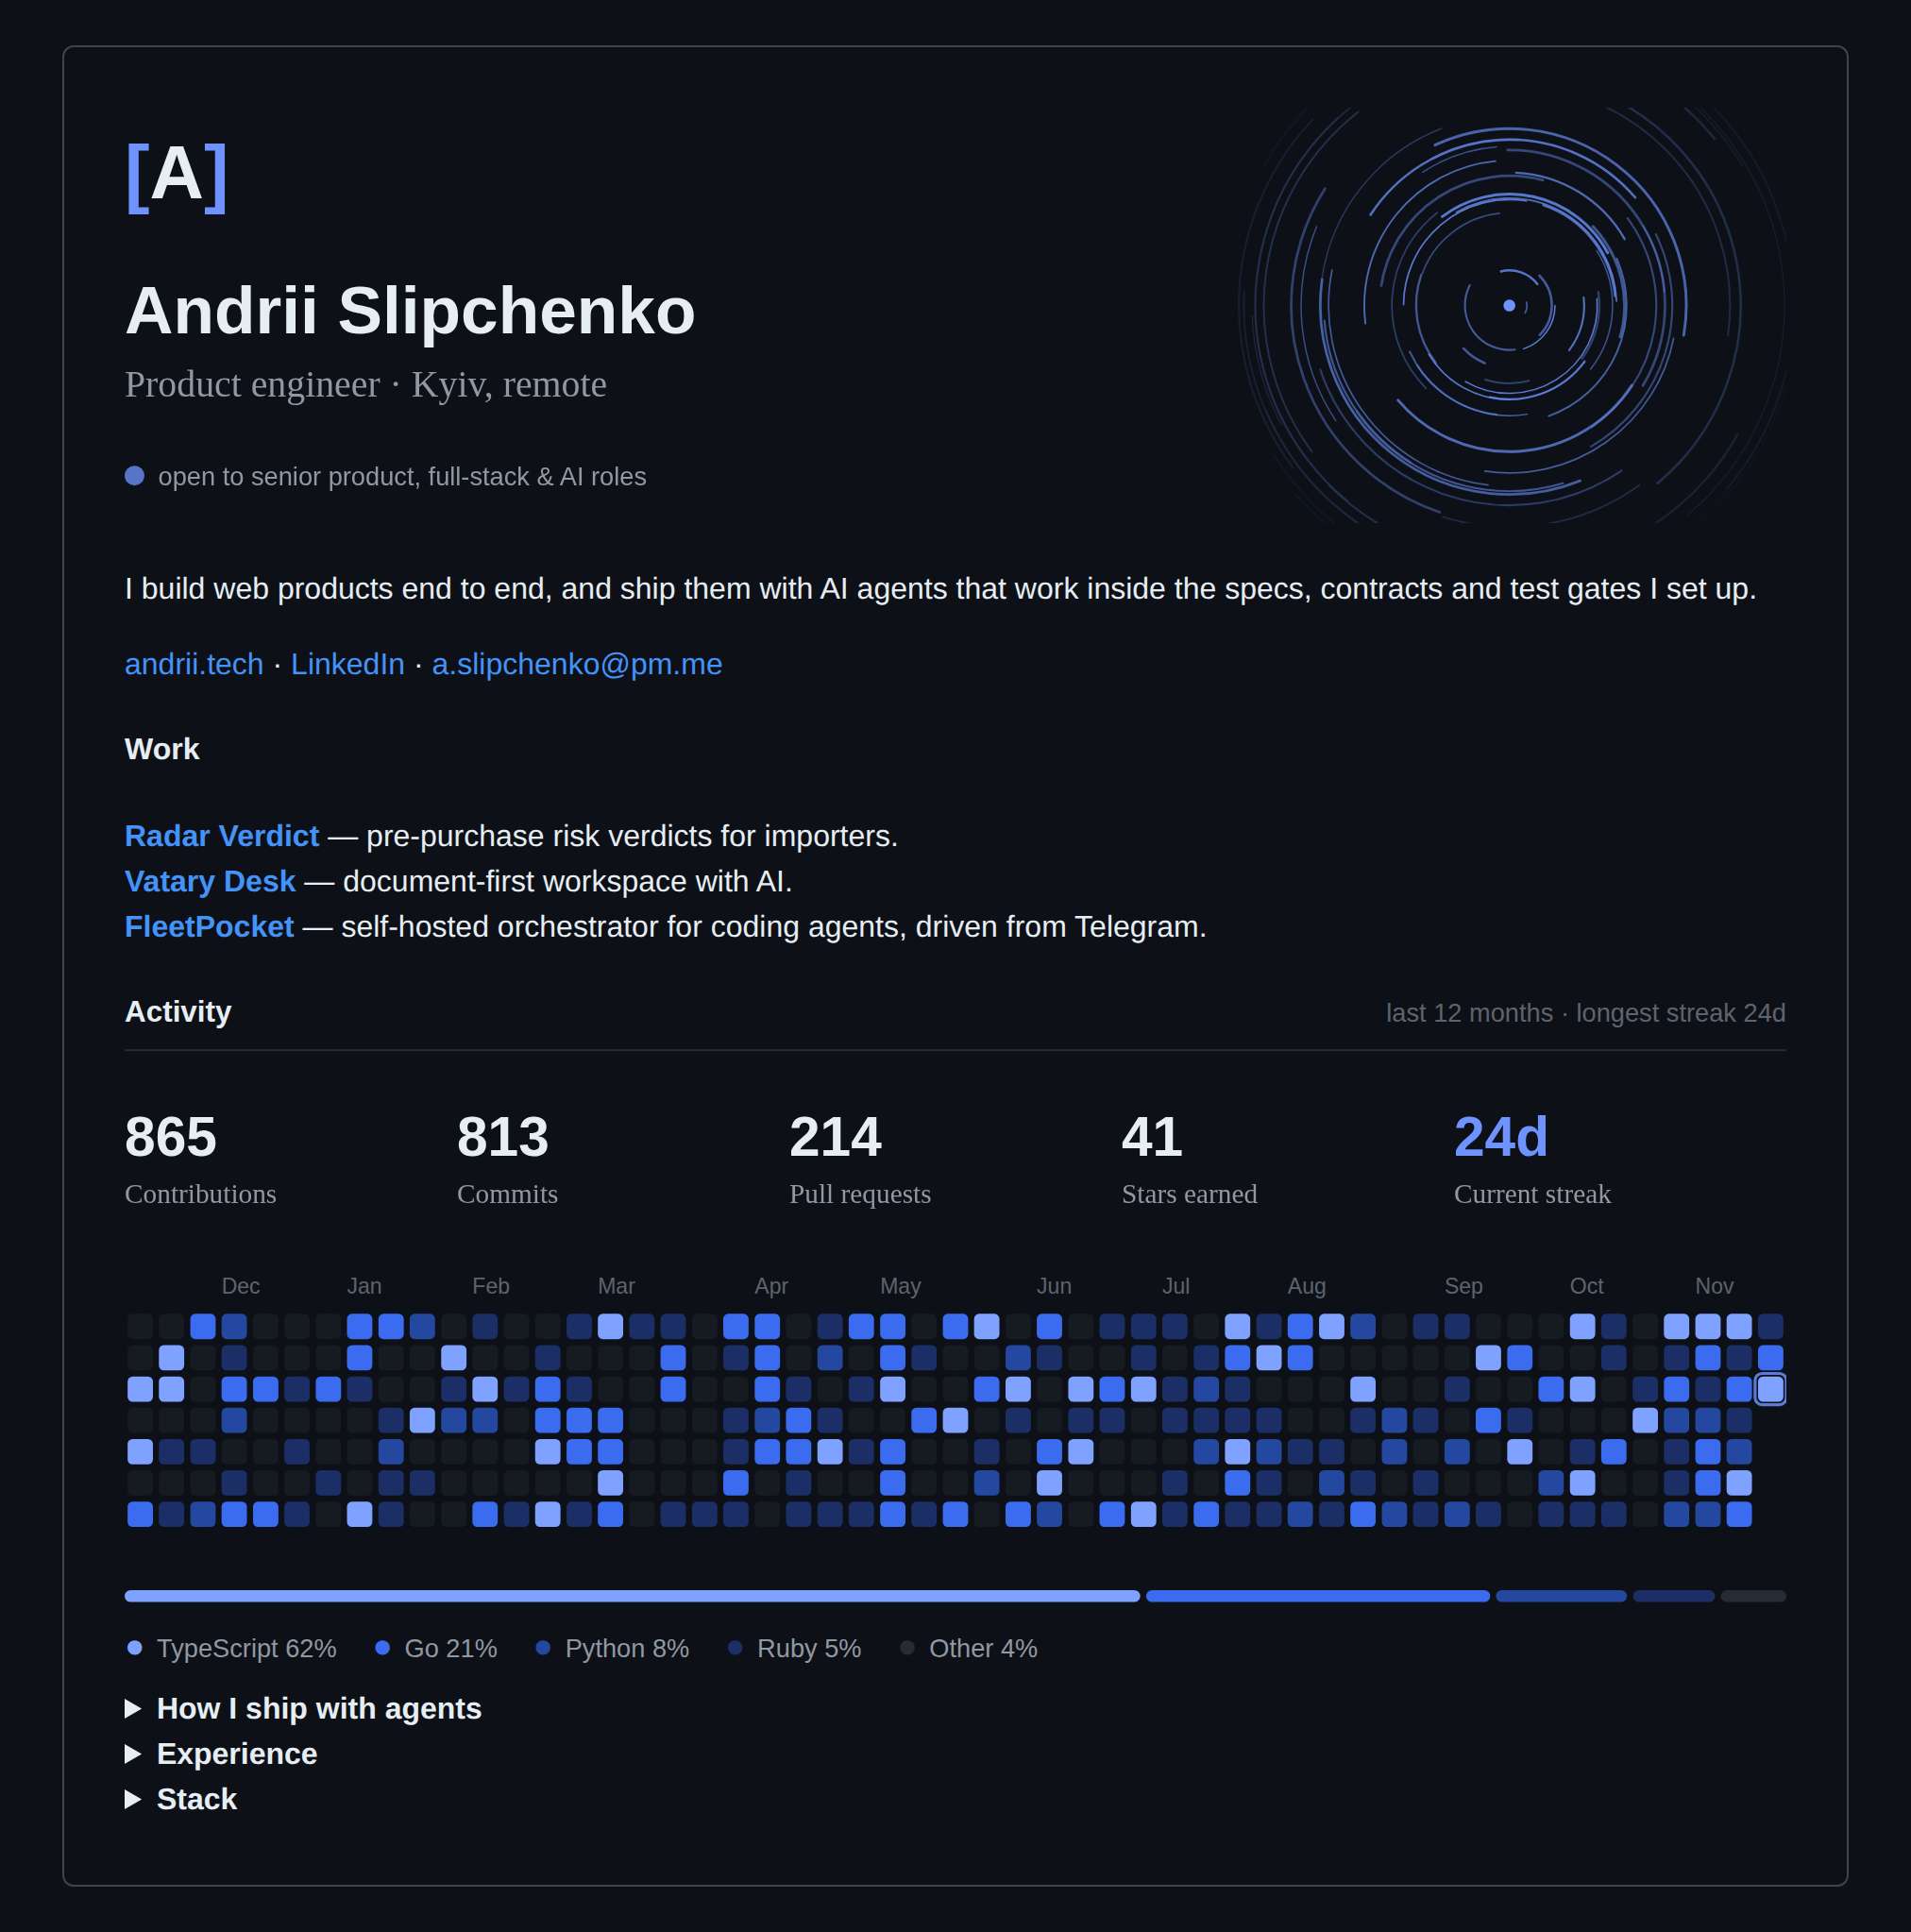 [A]
Andrii Slipchenko
Product engineer · Kyiv, remote
open to senior product, full-stack & AI roles
I build web products end to end, and ship them with AI agents that work inside the specs, contracts and test gates I set up.
andrii.tech · LinkedIn · a.slipchenko@pm.me
Work
Radar Verdict — pre-purchase risk verdicts for importers.
Vatary Desk — document-first workspace with AI.
FleetPocket — self-hosted orchestrator for coding agents, driven from Telegram.
Activity last 12 months · longest streak 24d
865 813 214 41 24d
Contributions Commits Pull requests Stars earned Current streak
Dec Jan Feb Mar Apr May Jun Jul Aug Sep Oct Nov
TypeScript 62% Go 21% Python 8% Ruby 5% Other 4%
How I ship with agents
Experience
Stack